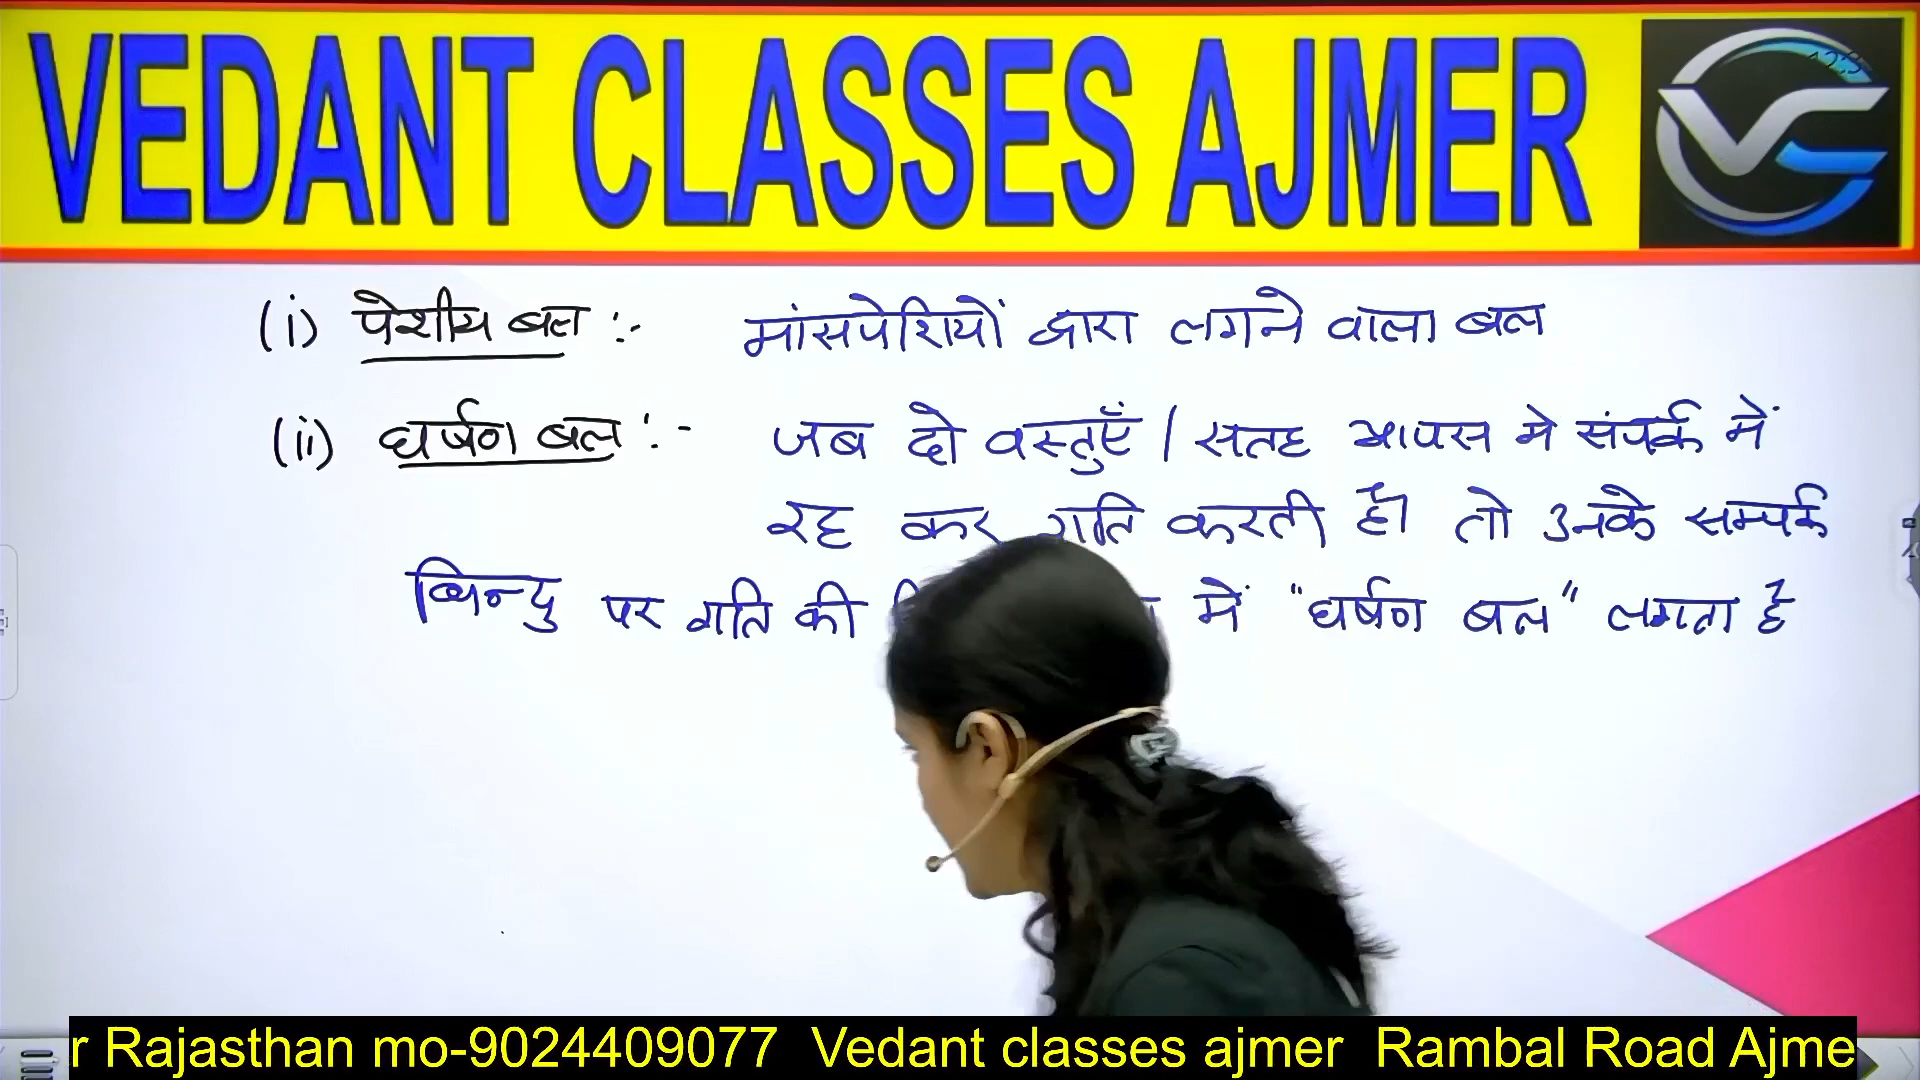 VEDANT CLASSES AJMER
(i) पेशीय बल :- मांसपेशियों द्वारा लगने वाला बल
(ii) घर्षण बल :- जब दो वस्तुएँ / सतह आपस मे संपर्क में
रह कर गति करती है तो उनके सम्पर्क
बिन्दु पर गति की में "घर्षण बल" लगता है
r Rajasthan mo-9024409077 Vedant classes ajmer Rambal Road Ajme